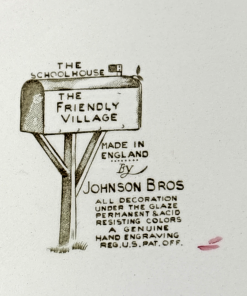 THE
SCHOOLHOUSE
THE
FRIENDLY
VILLAGE
MADE IN
ENGLAND
By
JOHNSON BROS
ALL DECORATION
UNDER THE GLAZE
PERMANENT & ACID
RESISTING COLORS
A GENUINE
HAND ENGRAVING
REG. U.S. PAT. OFF.